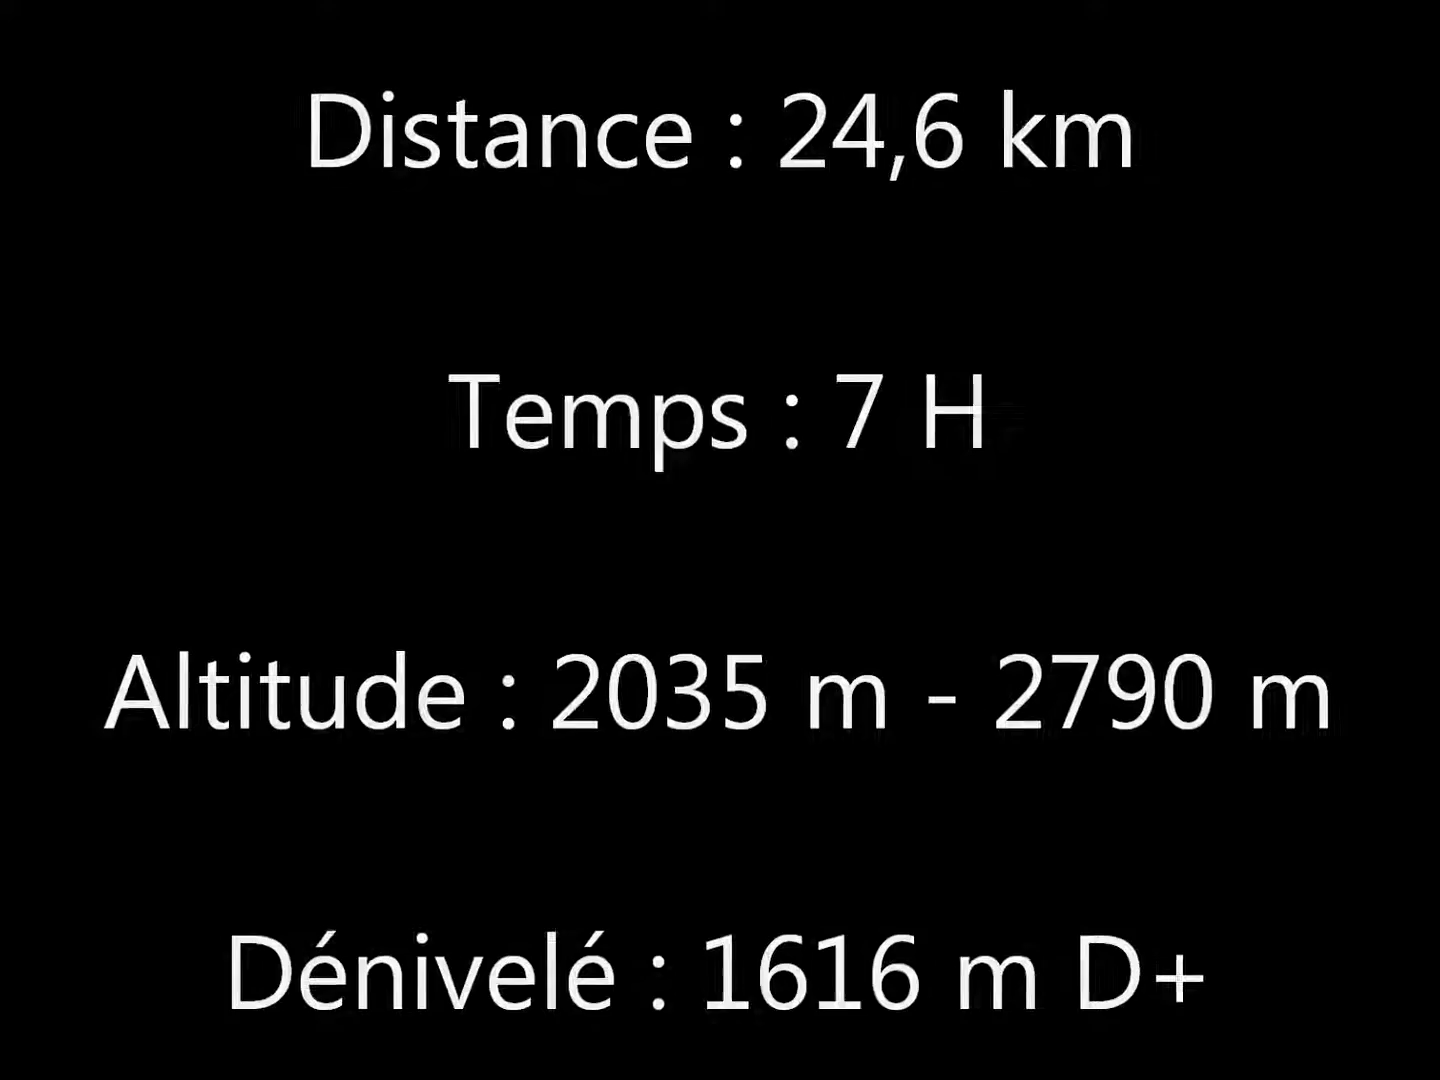 Distance : 24,6 km
Temps : 7 H
Altitude : 2035 m - 2790 m
Dénivelé : 1616 m D+